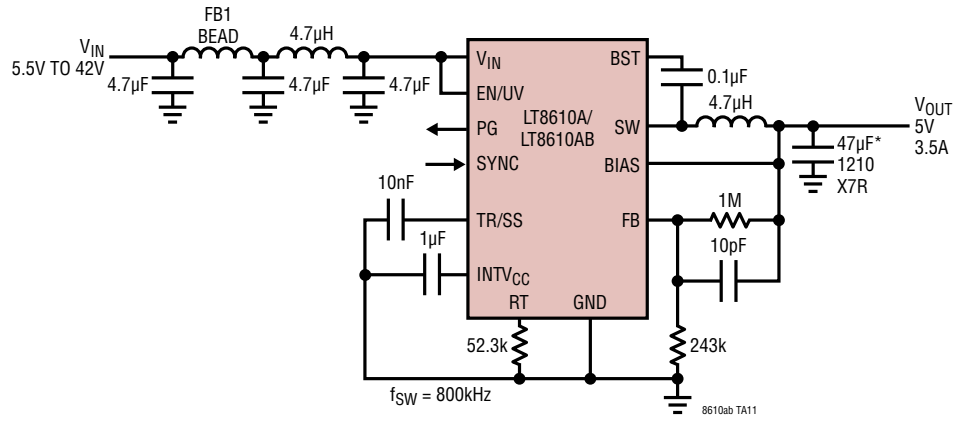 FB1
BEAD
4.7µH
VIN
5.5V TO 42V
4.7µF
4.7µF
4.7µF
VIN
BST
EN/UV
0.1µF
LT8610A/
LT8610AB
4.7µH
PG
SW
VOUT
5V
3.5A
SYNC
BIAS
47µF*
1210
X7R
10nF
TR/SS
FB
1M
1µF
10pF
INTVCC
RT
GND
52.3k
243k
fSW = 800kHz
8610ab TA11